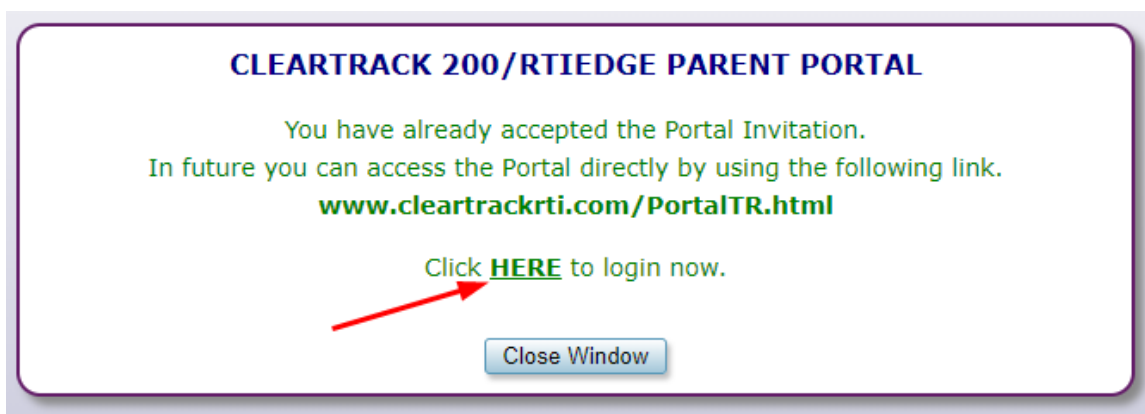 CLEARTRACK 200/RTIEDGE PARENT PORTAL
You have already accepted the Portal Invitation.
In future you can access the Portal directly by using the following link.
www.cleartrackrti.com/PortalTR.html
Click HERE to login now.
Close Window